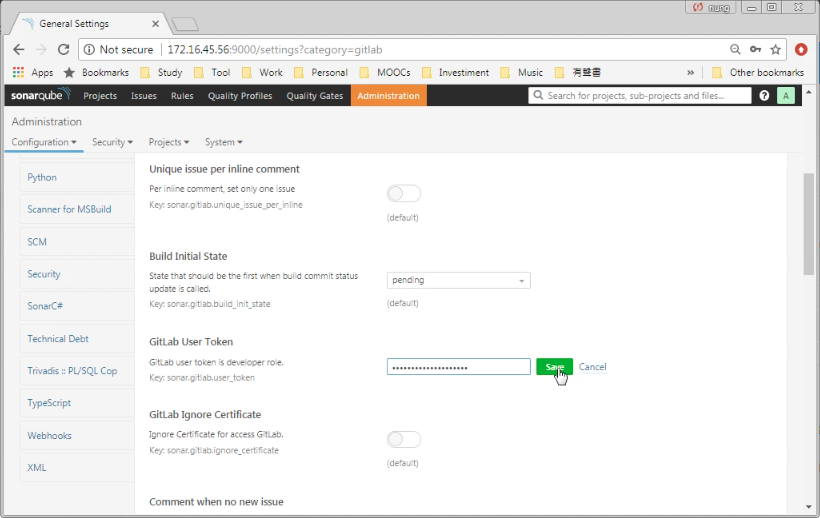 nung
General Settings
Not secure 172.16.45.56:9000/settings?category=gitlab
Apps Bookmarks Study Tool Work Personal MOOCs Investiment Music 有聲書 » Other bookmarks
sonarqube Projects Issues Rules Quality Profiles Quality Gates Administration Search for projects, sub-projects and files... ? A
Administration
Configuration Security Projects System
Python
Scanner for MSBuild
SCM
Security
SonarC#
Technical Debt
Trivadis :: PL/SQL Cop
TypeScript
Webhooks
XML
Unique issue per inline comment
Per inline comment, set only one issue
Key: sonar.gitlab.unique_issue_per_inline
(default)
Build Initial State
State that should be the first when build commit status
update is called.
Key: sonar.gitlab.build_init_state
pending
(default)
GitLab User Token
GitLab user token is developer role.
Key: sonar.gitlab.user_token
••••••••••••••••••••
Save Cancel
GitLab Ignore Certificate
Ignore Certificate for access GitLab.
Key: sonar.gitlab.ignore_certificate
(default)
Comment when no new issue